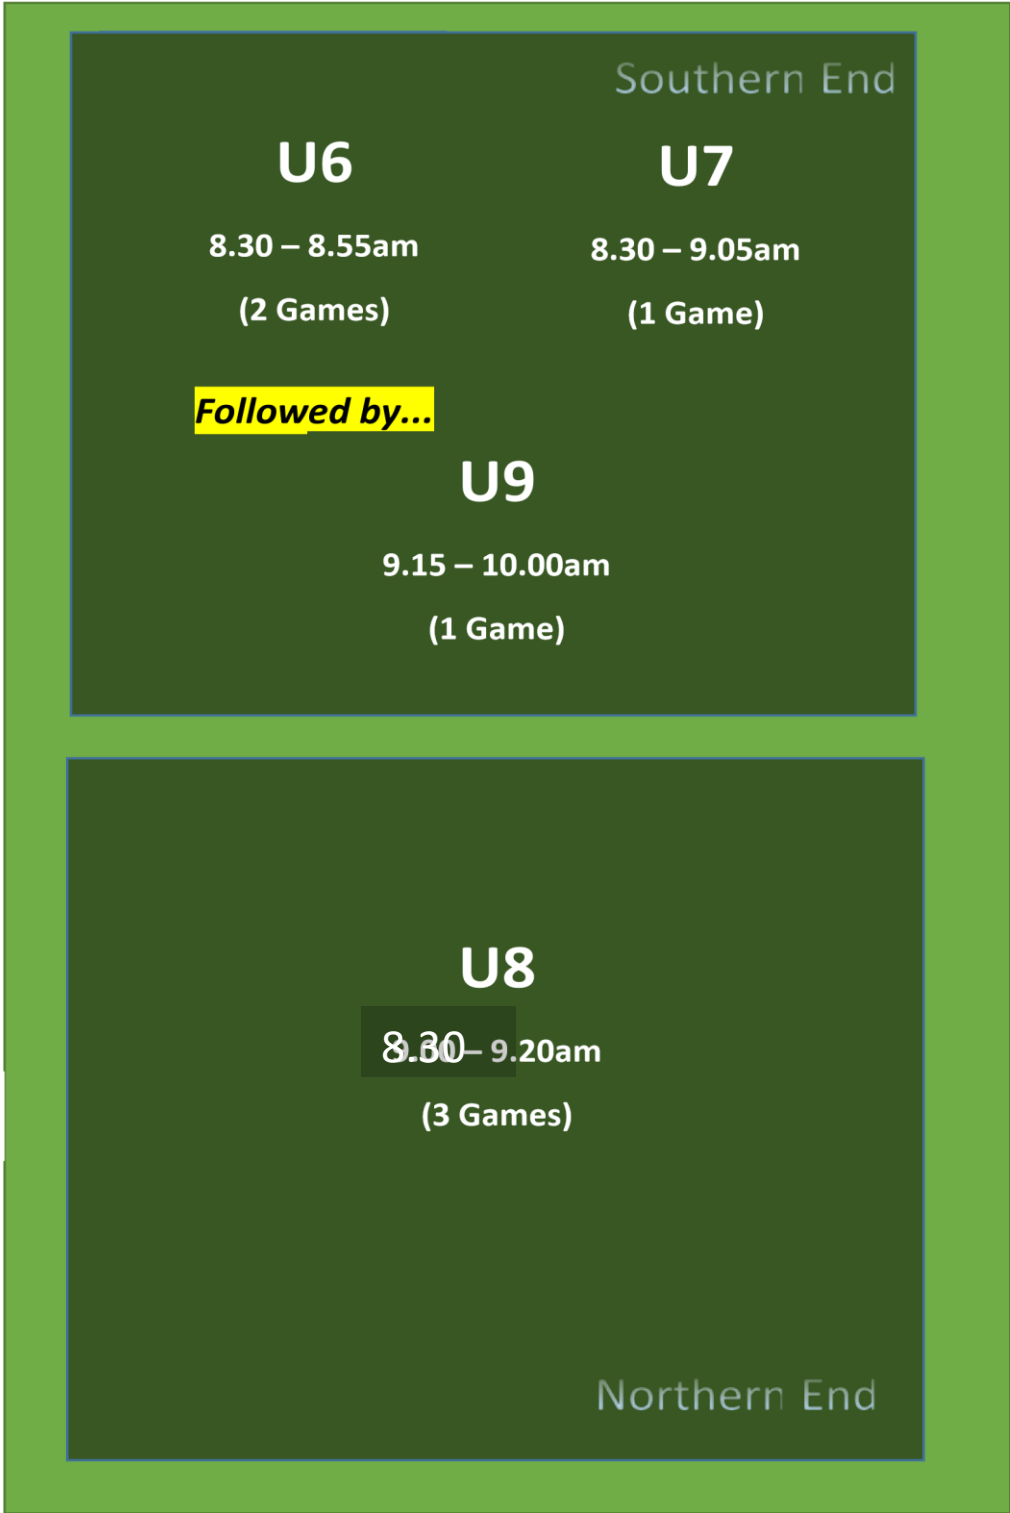 Southern End
U6
U7
8.30 – 8.55am
8.30 – 9.05am
(2 Games)
(1 Game)
Followed by...
U9
9.15 – 10.00am
(1 Game)
U8
8.30 – 9.20am
(3 Games)
Northern End